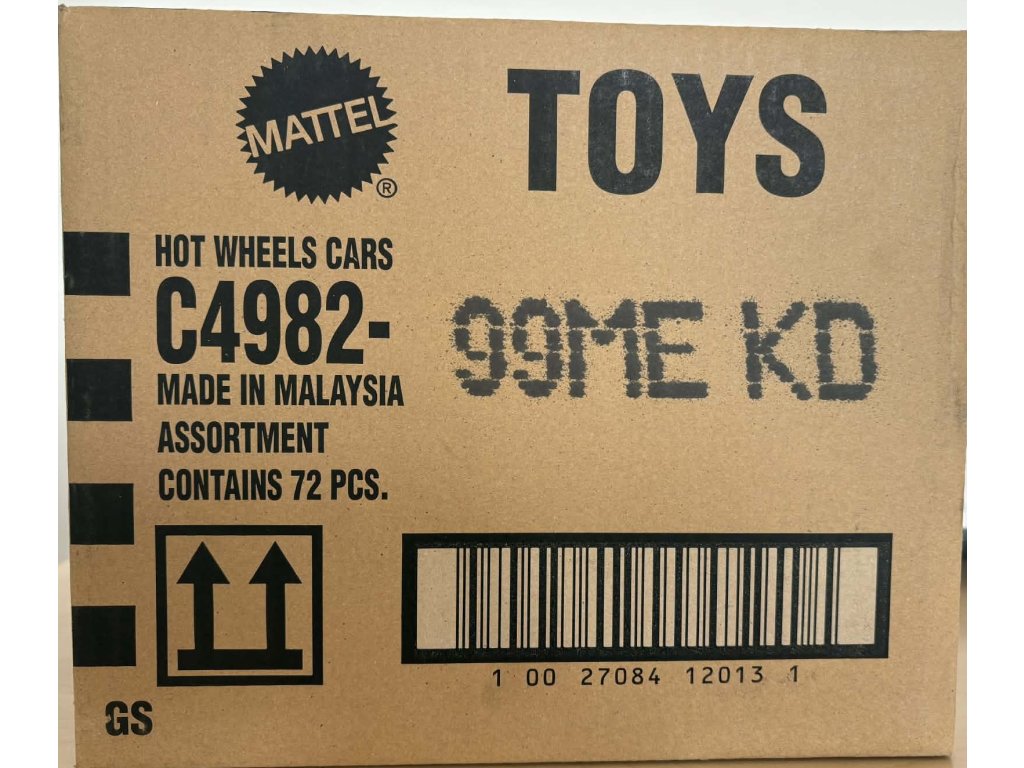 MATTEL®
TOYS
HOT WHEELS CARS
C4982-
99ME KD
MADE IN MALAYSIA
ASSORTMENT
CONTAINS 72 PCS.
1 00 27084 12013 1
GS